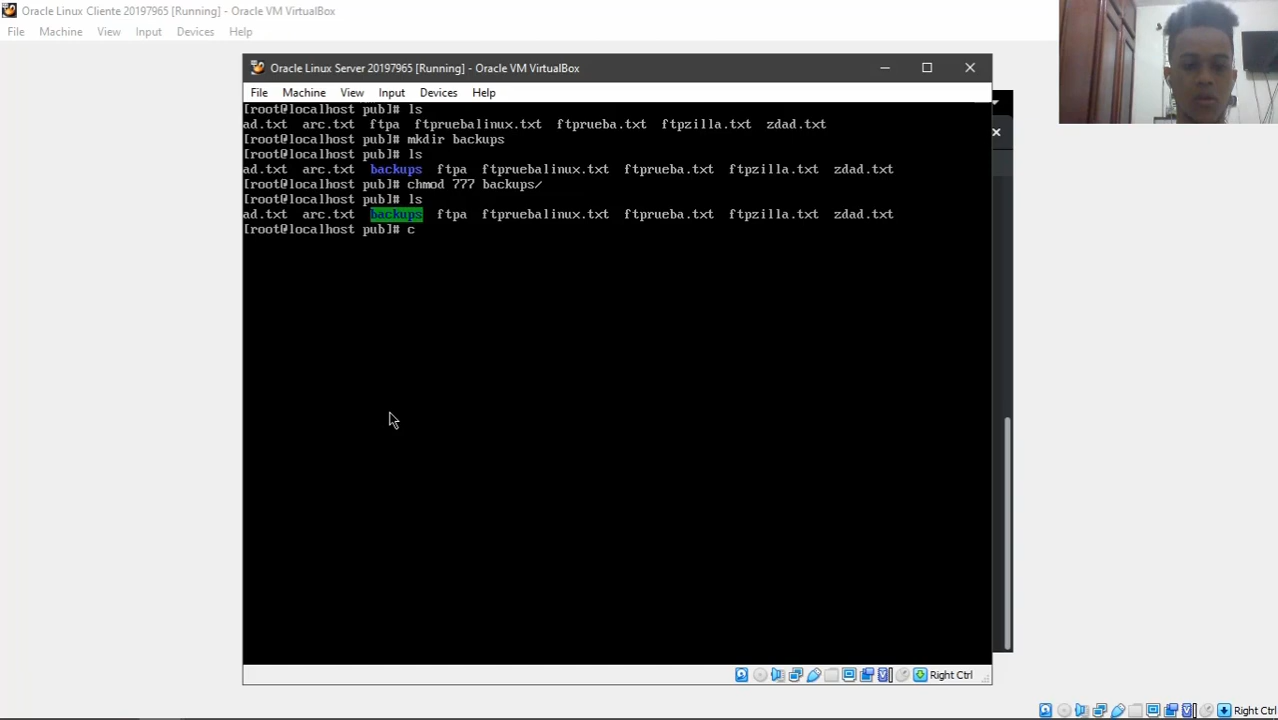 Oracle Linux Cliente 20197965 [Running] - Oracle VM VirtualBox
File Machine View Input Devices Help
Oracle Linux Server 20197965 [Running] - Oracle VM VirtualBox
File Machine View Input Devices Help
[root@localhost pub]# ls
ad.txt arc.txt ftpa ftppruebalinux.txt ftprueba.txt ftpzilla.txt zdad.txt
[root@localhost pub]# mkdir backups
[root@localhost pub]# ls
ad.txt arc.txt backups ftpa ftpruebalinux.txt ftprueba.txt ftpzilla.txt zdad.txt
[root@localhost pub]# chmod 777 backups/
[root@localhost pub]# ls
ad.txt arc.txt backups ftpa ftpruebalinux.txt ftprueba.txt ftpzilla.txt zdad.txt
[root@localhost pub]# c
Right Ctrl
Right Ctrl